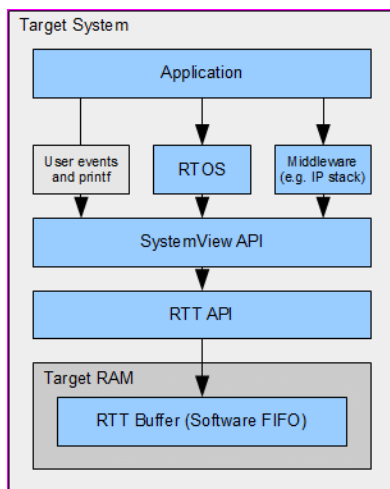 Target System
Application
User events
and printf
RTOS
Middleware
(e.g. IP stack)
SystemView API
RTT API
Target RAM
RTT Buffer (Software FIFO)